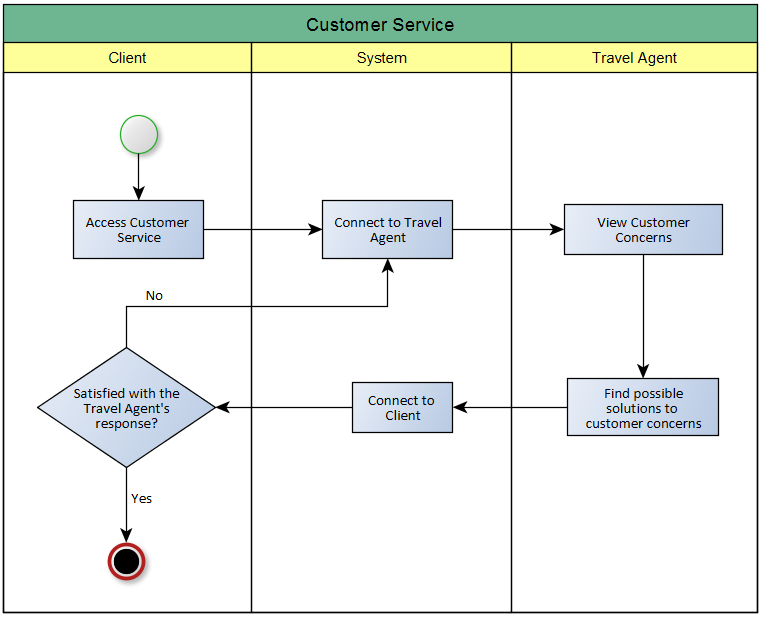 Customer Service
Client
System
Travel Agent
Access Customer
Service
Connect to Travel
Agent
View Customer
Concerns
No
Satisfied with the
Travel Agent's
response?
Connect to
Client
Find possible
solutions to
customer concerns
Yes